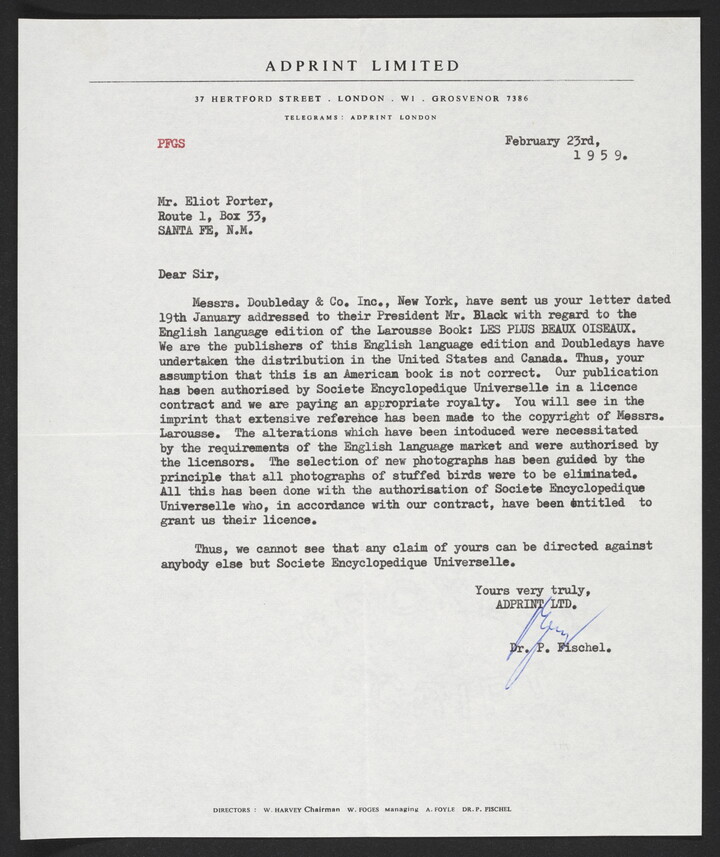 ADPRINT LIMITED
37 HERTFORD STREET . LONDON . W1 . GROSVENOR 7386
TELEGRAMS: ADPRINT LONDON
PFGS
February 23rd,
1959.
Mr. Eliot Porter,
Route 1, Box 33,
SANTA FE, N.M.
Dear Sir,
Messrs. Doubleday & Co. Inc., New York, have sent us your letter dated
19th January addressed to their President Mr. Black with regard to the
English language edition of the Larousse Book: LES PLUS BEAUX OISEAUX.
We are the publishers of this English language edition and Doubledays have
undertaken the distribution in the United States and Canada. Thus, your
assumption that this is an American book is not correct. Our publication
has been authorised by Societe Encyclopedique Universelle in a licence
contract and we are paying an appropriate royalty. You will see in the
imprint that extensive reference has been made to the copyright of Messrs.
Larousse. The alterations which have been intoduced were necessitated
by the requirements of the English language market and were authorised by
the licensors. The selection of new photographs has been guided by the
principle that all photographs of stuffed birds were to be eliminated.
All this has been done with the authorisation of Societe Encyclopedique
Universelle who, in accordance with our contract, have been entitled to
grant us their licence.
Thus, we cannot see that any claim of yours can be directed against
anybody else but Societe Encyclopedique Universelle.
Yours very truly,
ADPRINT LTD.
Dr. P. Fischel.
DIRECTORS: W. HARVEY Chairman W. FOGES Managing A. FOYLE DR. P. FISCHEL